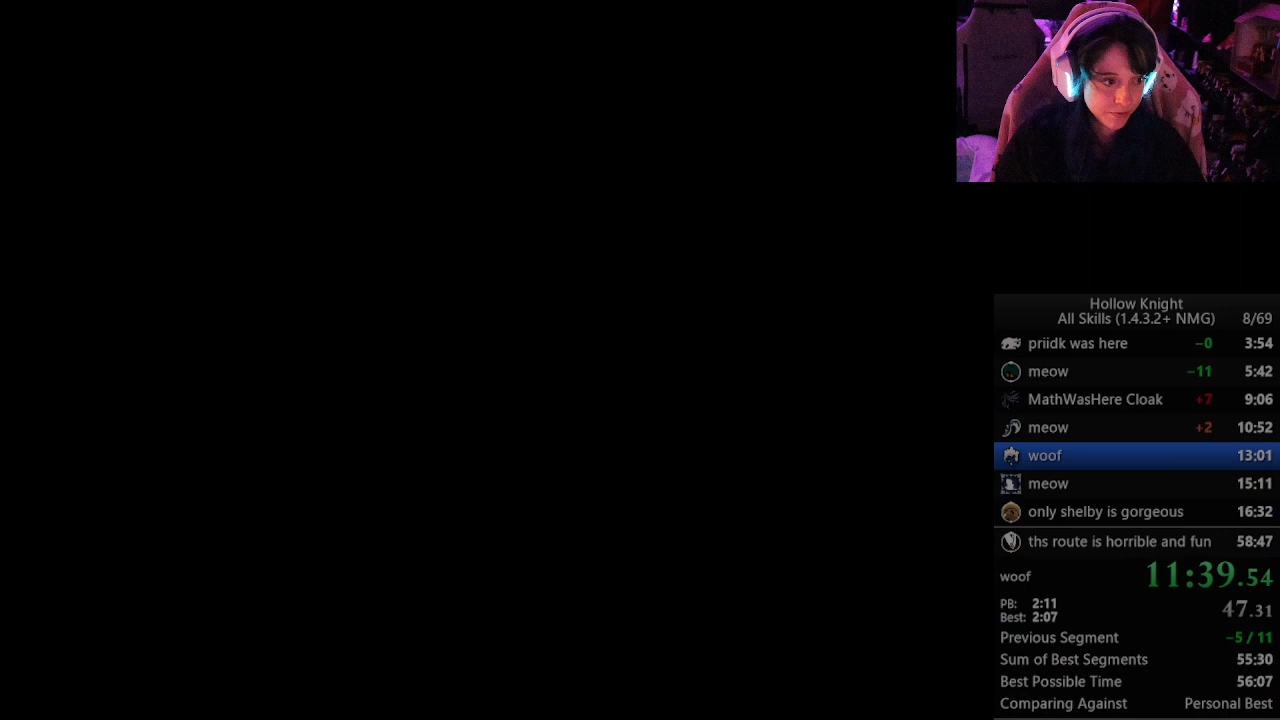 Hollow Knight
All Skills (1.4.3.2+ NMG) 8/69
priidk was here -0 3:54
meow -11 5:42
MathWasHere Cloak +7 9:06
meow +2 10:52
woof 13:01
meow 15:11
only shelby is gorgeous 16:32
ths route is horrible and fun 58:47
woof 11:39.54
PB: 2:11
Best: 2:07
47.31
Previous Segment -5 / 11
Sum of Best Segments 55:30
Best Possible Time 56:07
Comparing Against Personal Best